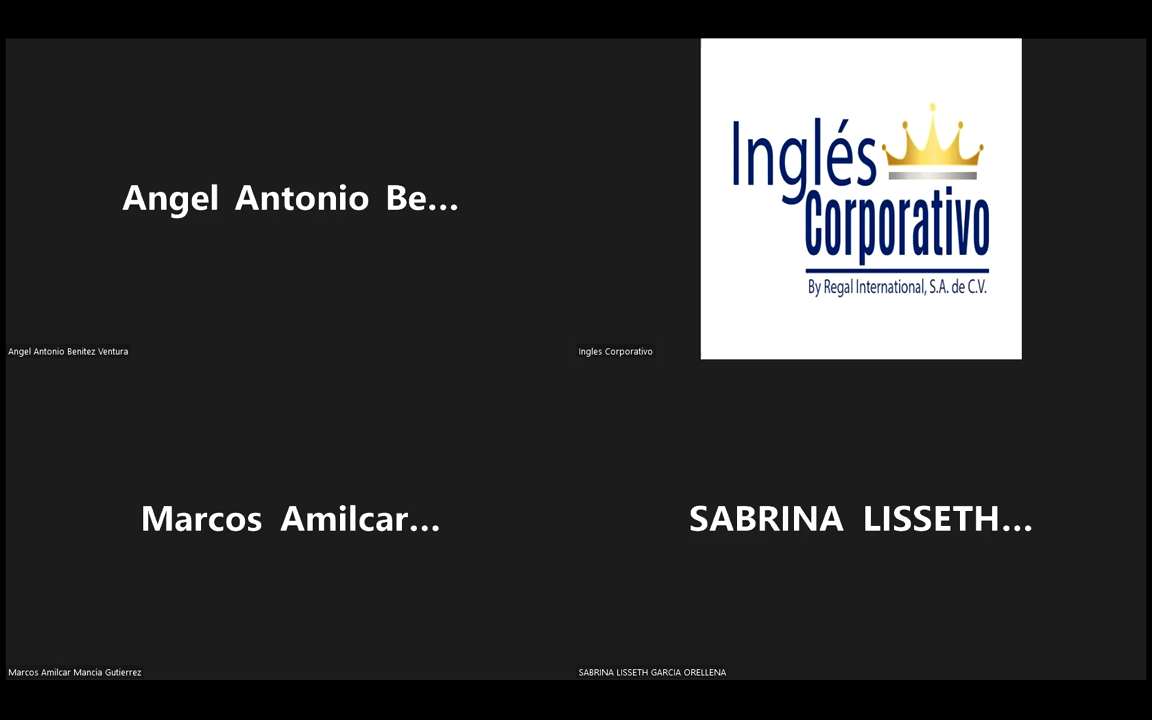 Angel Antonio Be...
Angel Antonio Benitez Ventura
Inglés
Corporativo
By Regal International, S.A. de C.V.
Ingles Corporativo
Marcos Amilcar...
Marcos Amilcar Mancia Gutierrez
SABRINA LISSETH...
SABRINA LISSETH GARCIA ORELLENA